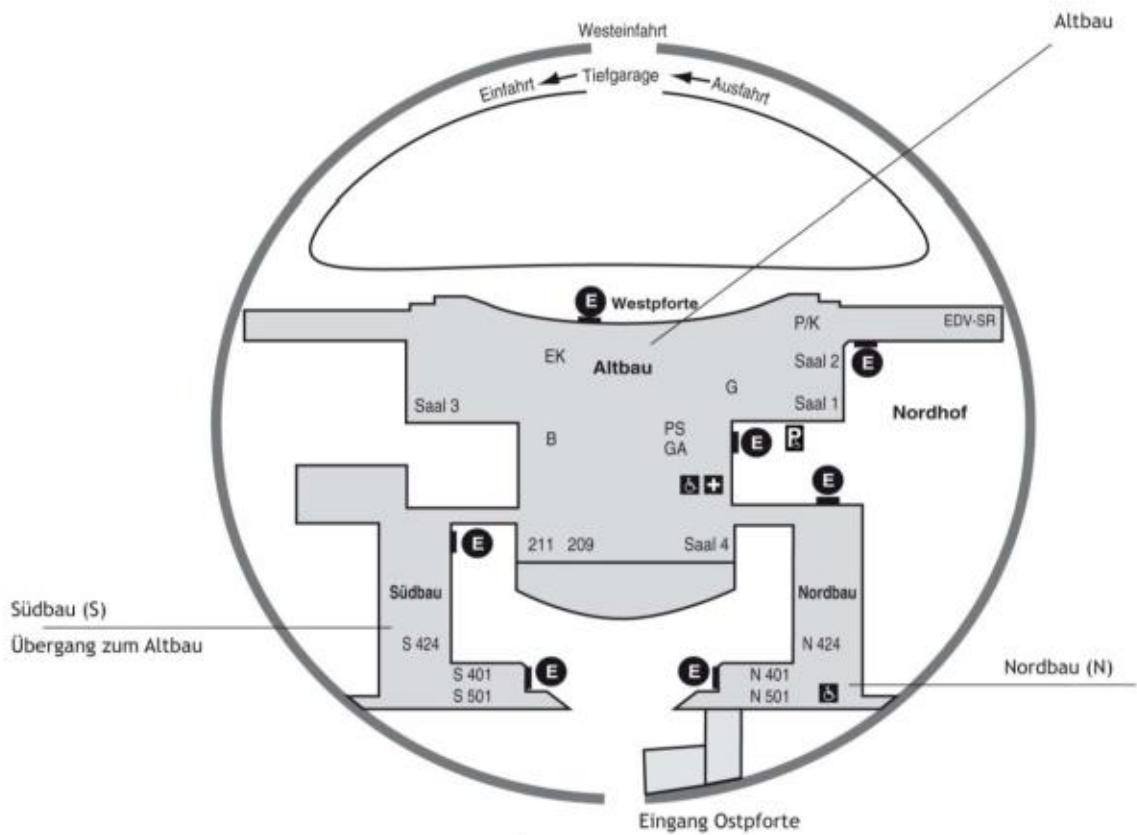 Altbau
Westeinfahrt
Einfahrt Tiefgarage Ausfahrt
E Westpforte
P/K EDV-SR
EK Altbau Saal 2 E
G
Saal 3 Saal 1 Nordhof
B PS E P
GA
E
E 211 209 Saal 4
Südbau Nordbau
Südbau (S)
Übergang zum Altbau
S 424 N 424
S 401 E E N 401
S 501 N 501
Nordbau (N)
Eingang Ostpforte